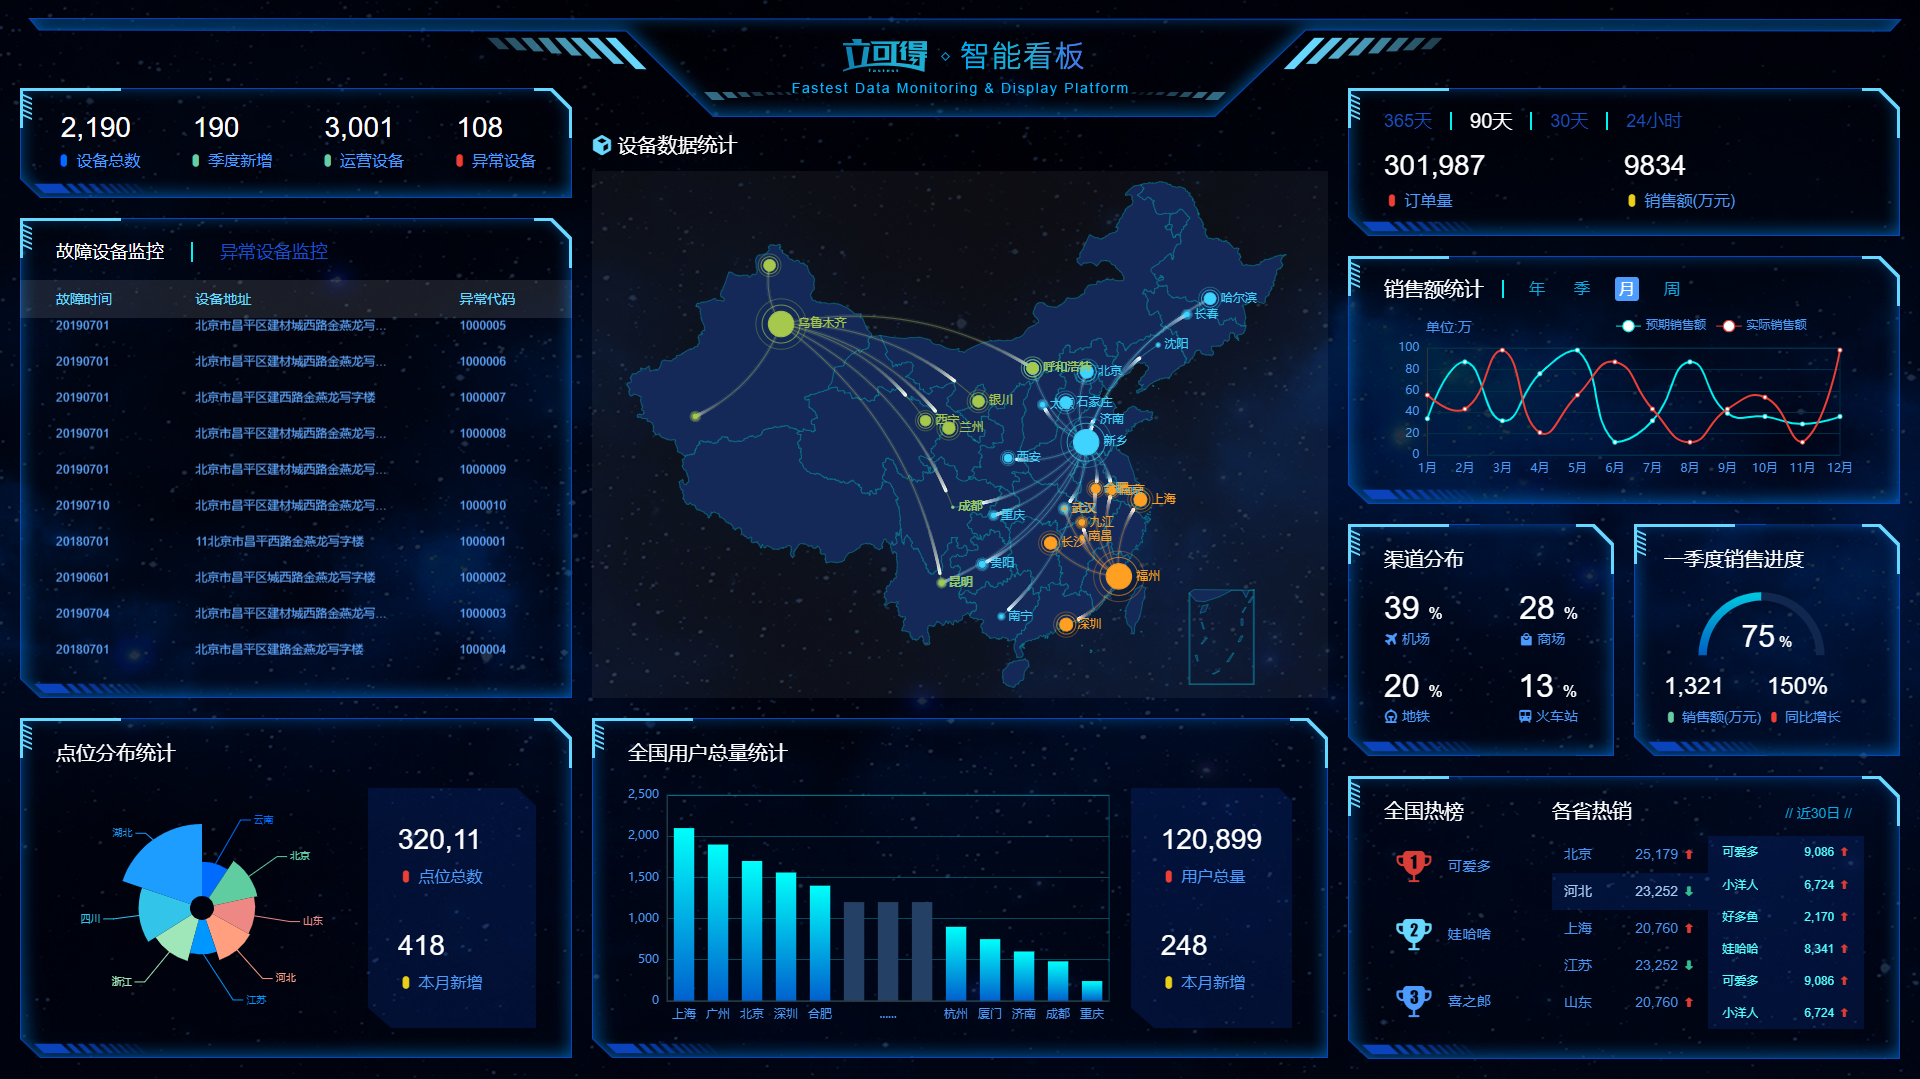 立可得 ◇ 智能看板
Fastest Data Monitoring & Display Platform
2,190 190 3,001 108
设备总数 季度新增 运营设备 异常设备
故障设备监控 异常设备监控
故障时间 设备地址 异常代码
20190701 北京市昌平区建材城西路金燕龙写... 1000005
20190701 北京市昌平区建材城西路金燕龙写... 1000006
20190701 北京市昌平区建西路金燕龙写字楼 1000007
20190701 北京市昌平区建材城西路金燕龙写... 1000008
20190701 北京市昌平区建材城西路金燕龙写... 1000009
20190710 北京市昌平区建材城西路金燕龙写... 1000010
20180701 11北京市昌平西路金燕龙写字楼 1000001
20190601 北京市昌平区城西路金燕龙写字楼 1000002
20190704 北京市昌平区建材城西路金燕龙写... 1000003
20180701 北京市昌平区建路金燕龙写字楼 1000004
点位分布统计
云南
湖北
北京
四川
山东
浙江
河北
江苏
320,11
点位总数
418
本月新增
设备数据统计
哈尔滨
长春
乌鲁木齐
沈阳
呼和浩特
北京
银川
石家庄
西宁
济南
兰州
新乡
西安
上海
成都
武汉
重庆
九江
南昌
长沙
贵阳
福州
昆明
南宁
深圳
全国用户总量统计
2,500
2,000
1,500
1,000
500
0
上海 广州 北京 深圳 合肥 ...... 杭州 厦门 济南 成都 重庆
120,899
用户总量
248
本月新增
365天 90天 30天 24小时
301,987 9834
订单量 销售额(万元)
销售额统计 年 季 月 周
单位:万 预期销售额 实际销售额
100
80
60
40
20
0
1月 2月 3月 4月 5月 6月 7月 8月 9月 10月 11月 12月
渠道分布
39 % 28 %
机场 商场
20 % 13 %
地铁 火车站
一季度销售进度
75 %
1,321 150%
销售额(万元) 同比增长
全国热榜
1 可爱多
2 娃哈啥
3 喜之郎
各省热销 // 近30日 //
北京 25,179
河北 23,252
上海 20,760
江苏 23,252
山东 20,760
可爱多 9,086
小洋人 6,724
好多鱼 2,170
娃哈哈 8,341
可爱多 9,086
小洋人 6,724